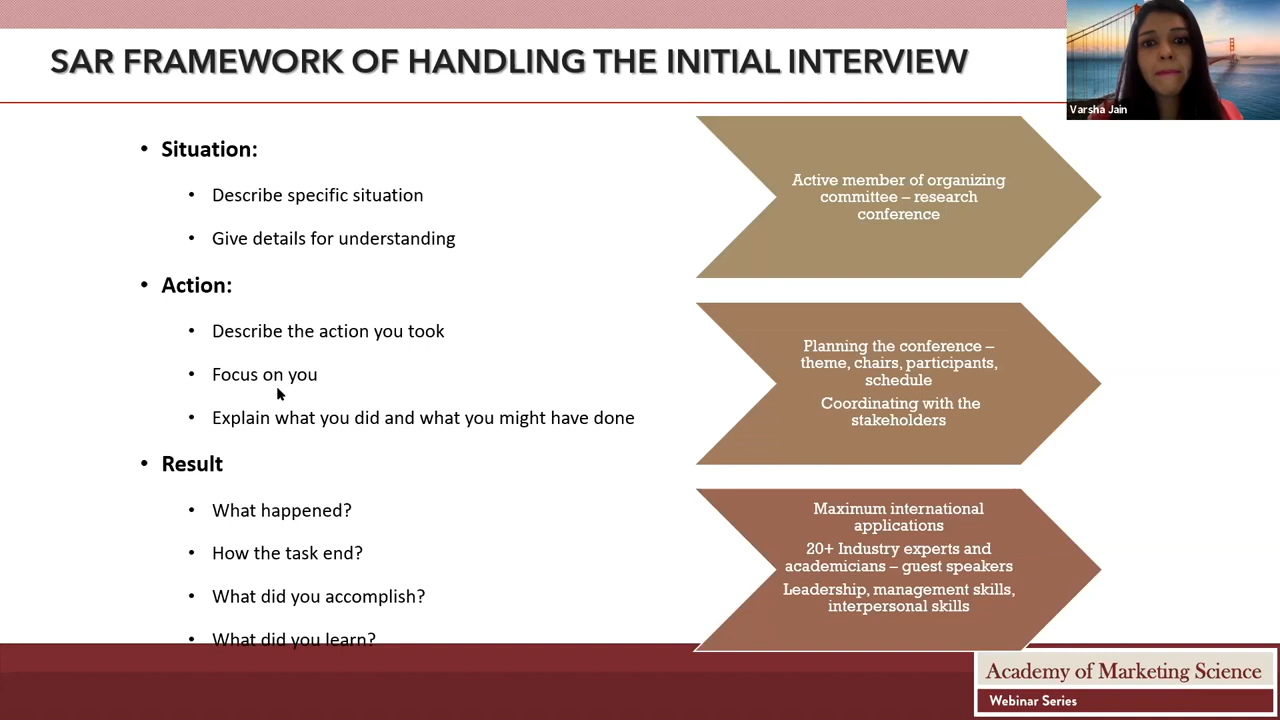 SAR FRAMEWORK OF HANDLING THE INITIAL INTERVIEW
Varsha Jain
• Situation:
• Describe specific situation
• Give details for understanding
• Action:
• Describe the action you took
• Focus on you
• Explain what you did and what you might have done
• Result
• What happened?
• How the task end?
• What did you accomplish?
• What did you learn?
Active member of organizing
committee – research
conference
Planning the conference –
theme, chairs, participants,
schedule
Coordinating with the
stakeholders
Maximum international
applications
20+ Industry experts and
academicians – guest speakers
Leadership, management skills,
interpersonal skills
Academy of Marketing Science
Webinar Series